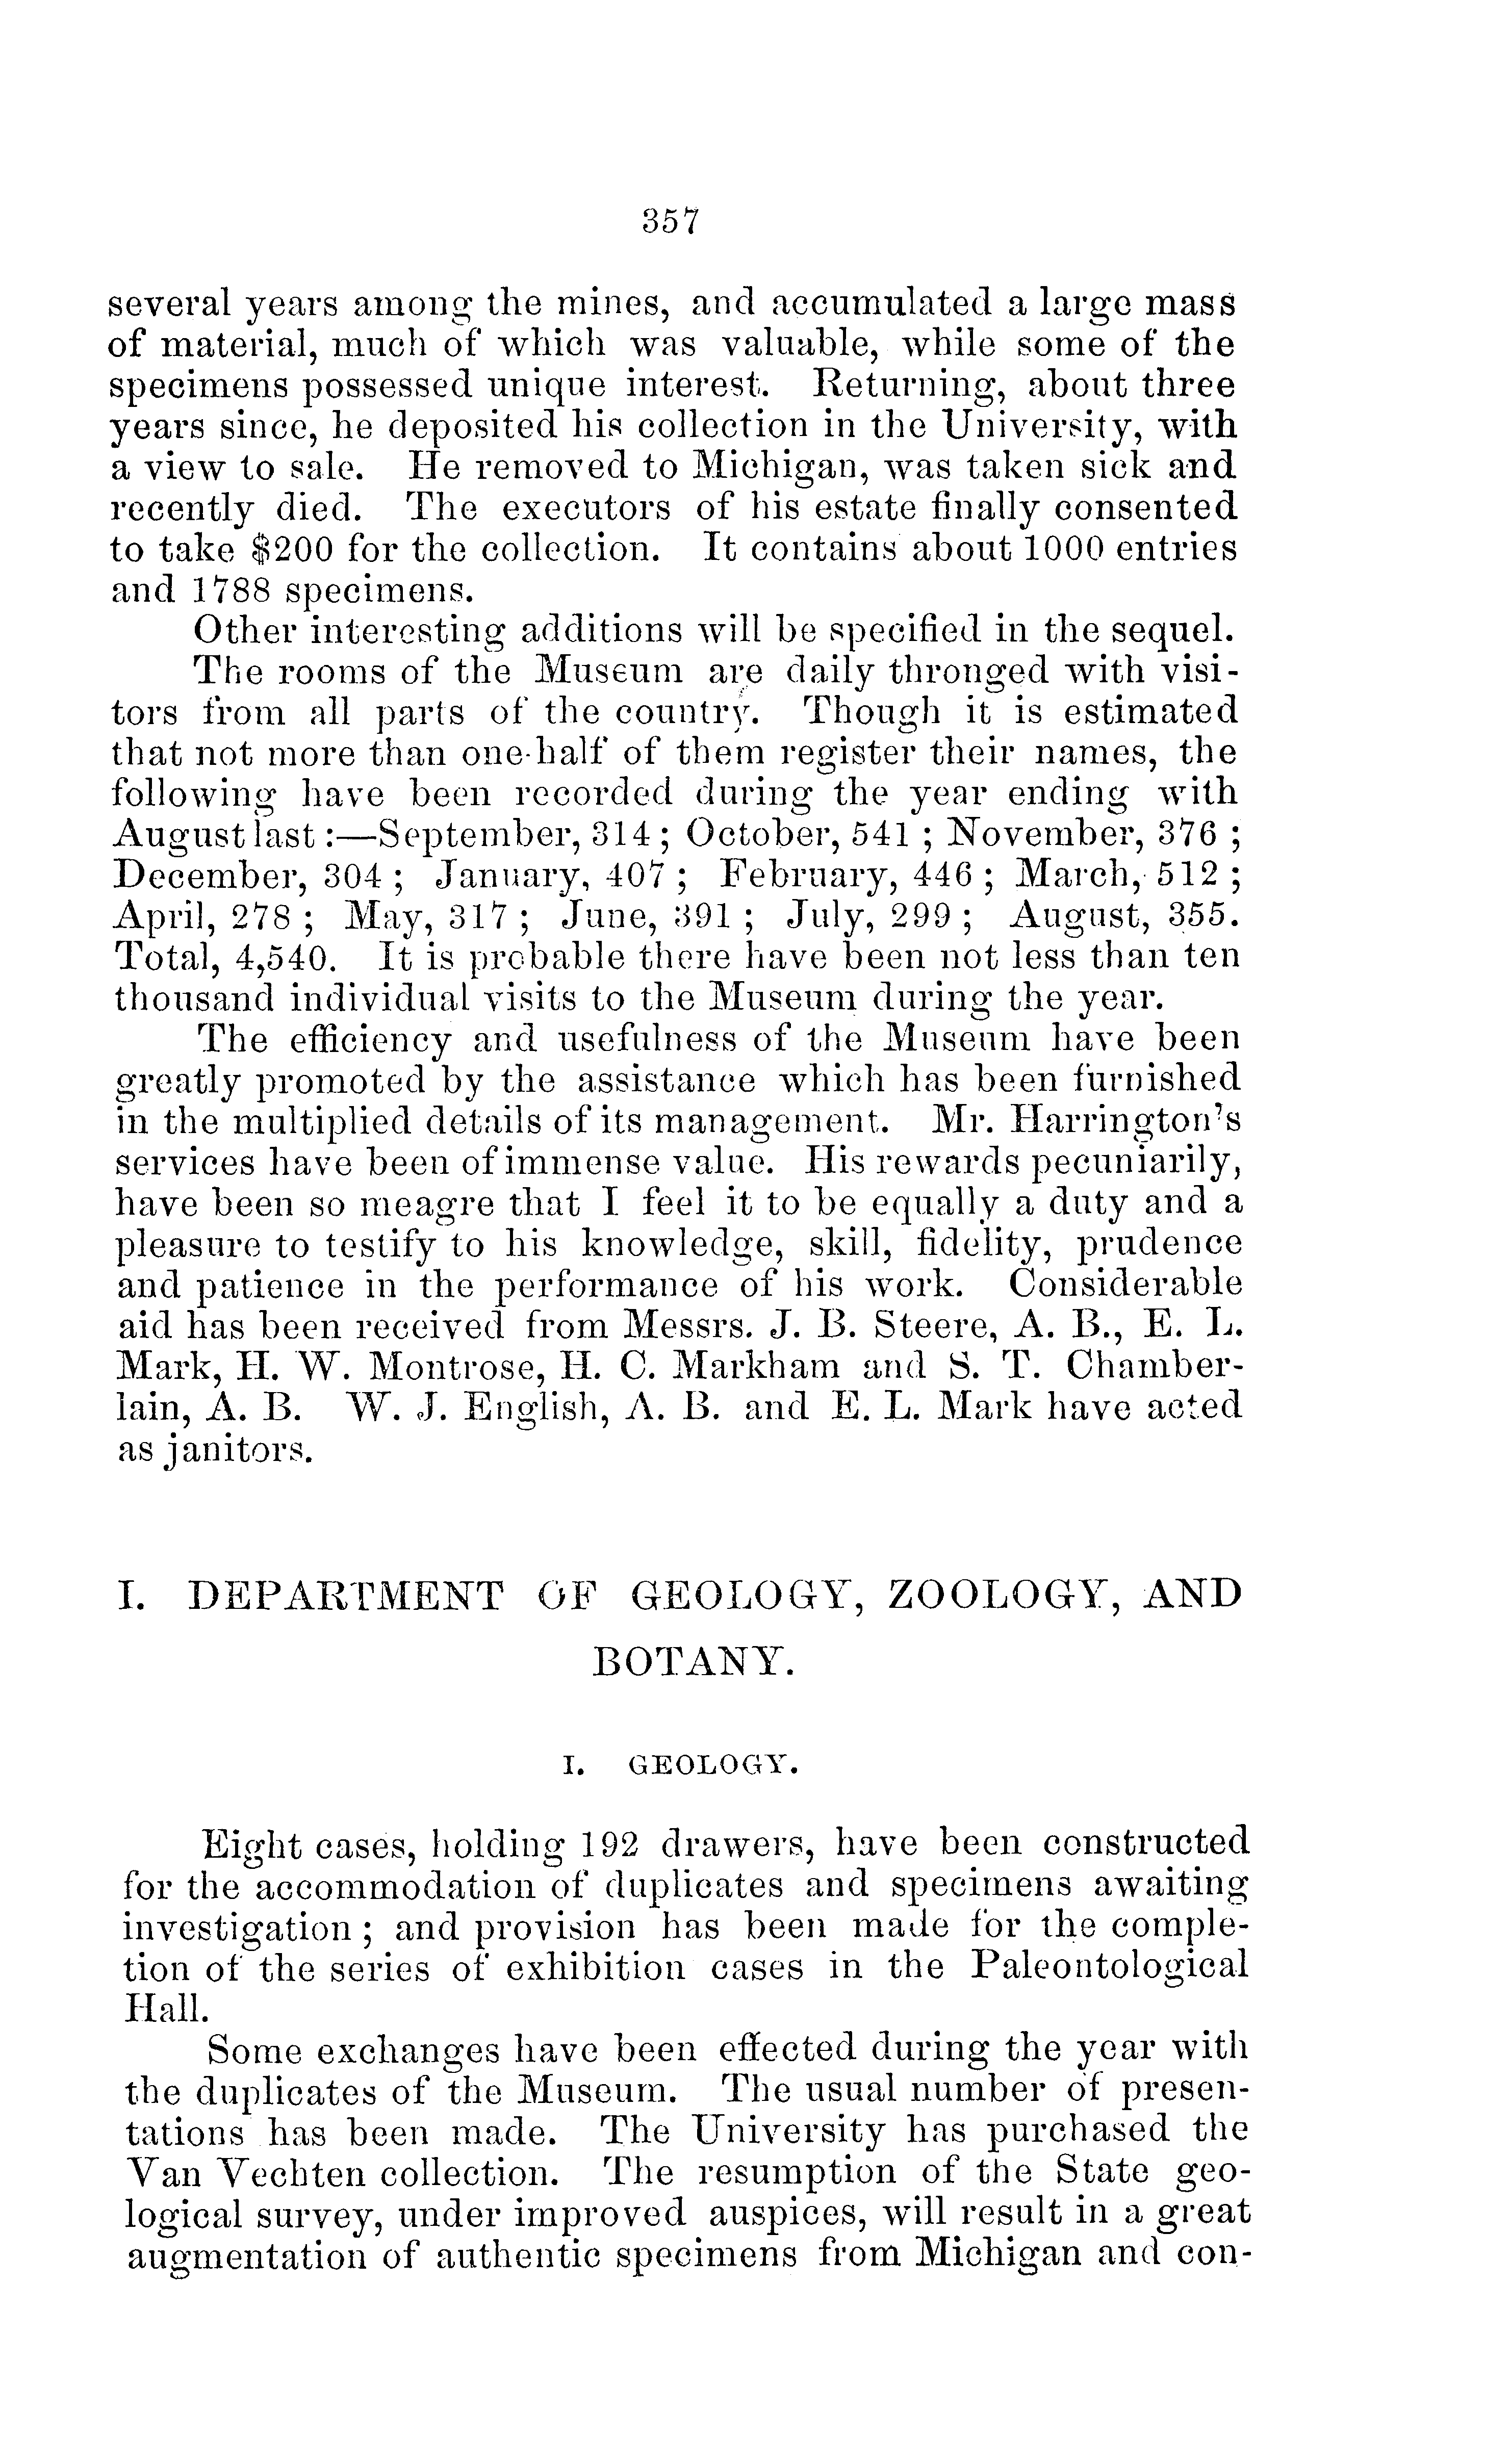 357
several years among the mines, and accumulated a large mass
of material, much of which was valuable, while some of the
specimens possessed unique interest. Returning, about three
years since, he deposited his collection in the University, with
a view to sale. He removed to Michigan, was taken sick and
recently died. The executors of his estate finally consented
to take $200 for the collection. It contains about 1000 entries
and 1788 specimens.
Other interesting additions will be specified in the sequel.
The rooms of the Museum are daily thronged with visi-
tors from all parts of the country. Though it is estimated
that not more than one-half of them register their names, the
following have been recorded during the year ending with
August last :—September, 314 ; October, 541 ; November, 376 ;
December, 304 ; January, 407 ; February, 446 ; March, 512 ;
April, 278 ; May, 317 ; June, 391 ; July, 299 ; August, 355.
Total, 4,540. It is probable there have been not less than ten
thousand individual visits to the Museum during the year.
The efficiency and usefulness of the Museum have been
greatly promoted by the assistance which has been furnished
in the multiplied details of its management. Mr. Harrington's
services have been of immense value. His rewards pecuniarily,
have been so meagre that I feel it to be equally a duty and a
pleasure to testify to his knowledge, skill, fidelity, prudence
and patience in the performance of his work. Considerable
aid has been received from Messrs. J. B. Steere, A. B., E. L.
Mark, H. W. Montrose, H. C. Markham and S. T. Chamber-
lain, A. B. W. J. English, A. B. and E. L. Mark have acted
as janitors.
I. DEPARTMENT OF GEOLOGY, ZOOLOGY, AND
BOTANY.
I. GEOLOGY.
Eight cases, holding 192 drawers, have been constructed
for the accommodation of duplicates and specimens awaiting
investigation ; and provision has been made for the comple-
tion of the series of exhibition cases in the Paleontological
Hall.
Some exchanges have been effected during the year with
the duplicates of the Museum. The usual number of presen-
tations has been made. The University has purchased the
Van Vechten collection. The resumption of the State geo-
logical survey, under improved auspices, will result in a great
augmentation of authentic specimens from Michigan and con-